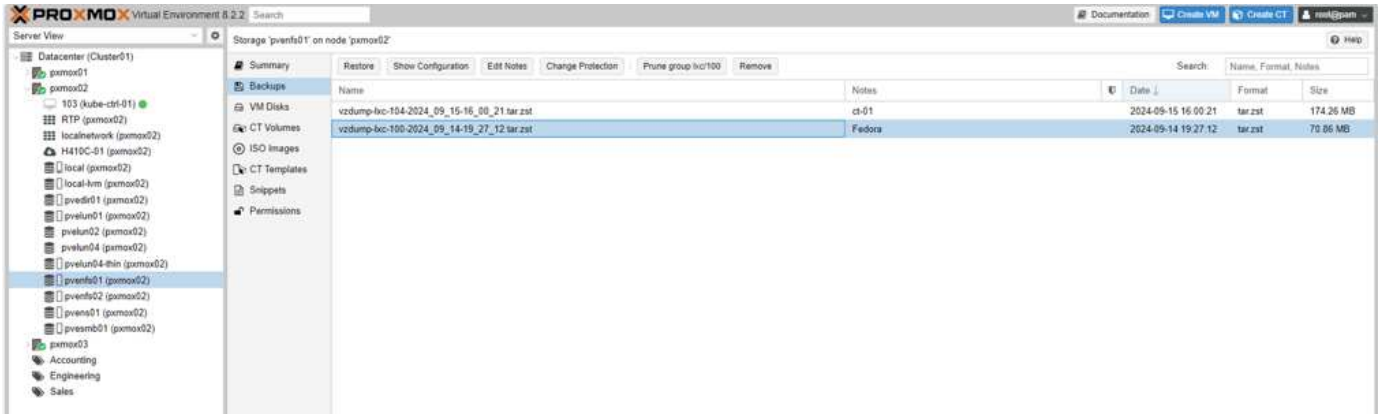 PROXMOX Virtual Environment 8.2.2 Search
Documentation Create VM Create CT root@pam
Server View
Storage 'pvenfs01' on node 'pxmox02'
Help
Datacenter (Cluster01)
pxmox01
pxmox02
103 (kube-ctrl-01)
RTP (pxmox02)
localnetwork (pxmox02)
H410C-01 (pxmox02)
local (pxmox02)
local-lvm (pxmox02)
pvedir01 (pxmox02)
pvelun01 (pxmox02)
pvelun02 (pxmox02)
pvelun04 (pxmox02)
pvelun04-thin (pxmox02)
pvenfs01 (pxmox02)
pvenfs02 (pxmox02)
pvens01 (pxmox02)
pvesmb01 (pxmox02)
pxmox03
Accounting
Engineering
Sales
Summary
Backups
VM Disks
CT Volumes
ISO Images
CT Templates
Snippets
Permissions
Restore Show Configuration Edit Notes Change Protection Prune group lxc/100 Remove Search: Name, Format, Notes
Name Notes Date Format Size
vzdump-lxc-104-2024_09_15-16_00_21.tar.zst ct-01 2024-09-15 16:00:21 tar.zst 174.26 MB
vzdump-lxc-100-2024_09_14-19_27_12.tar.zst Fedora 2024-09-14 19:27:12 tar.zst 70.86 MB